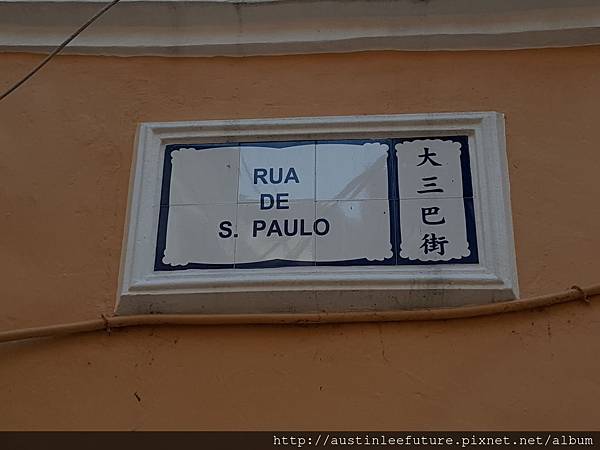 RUA
DE
S. PAULO
大三巴街
http://austinleefuture.pixnet.net/album